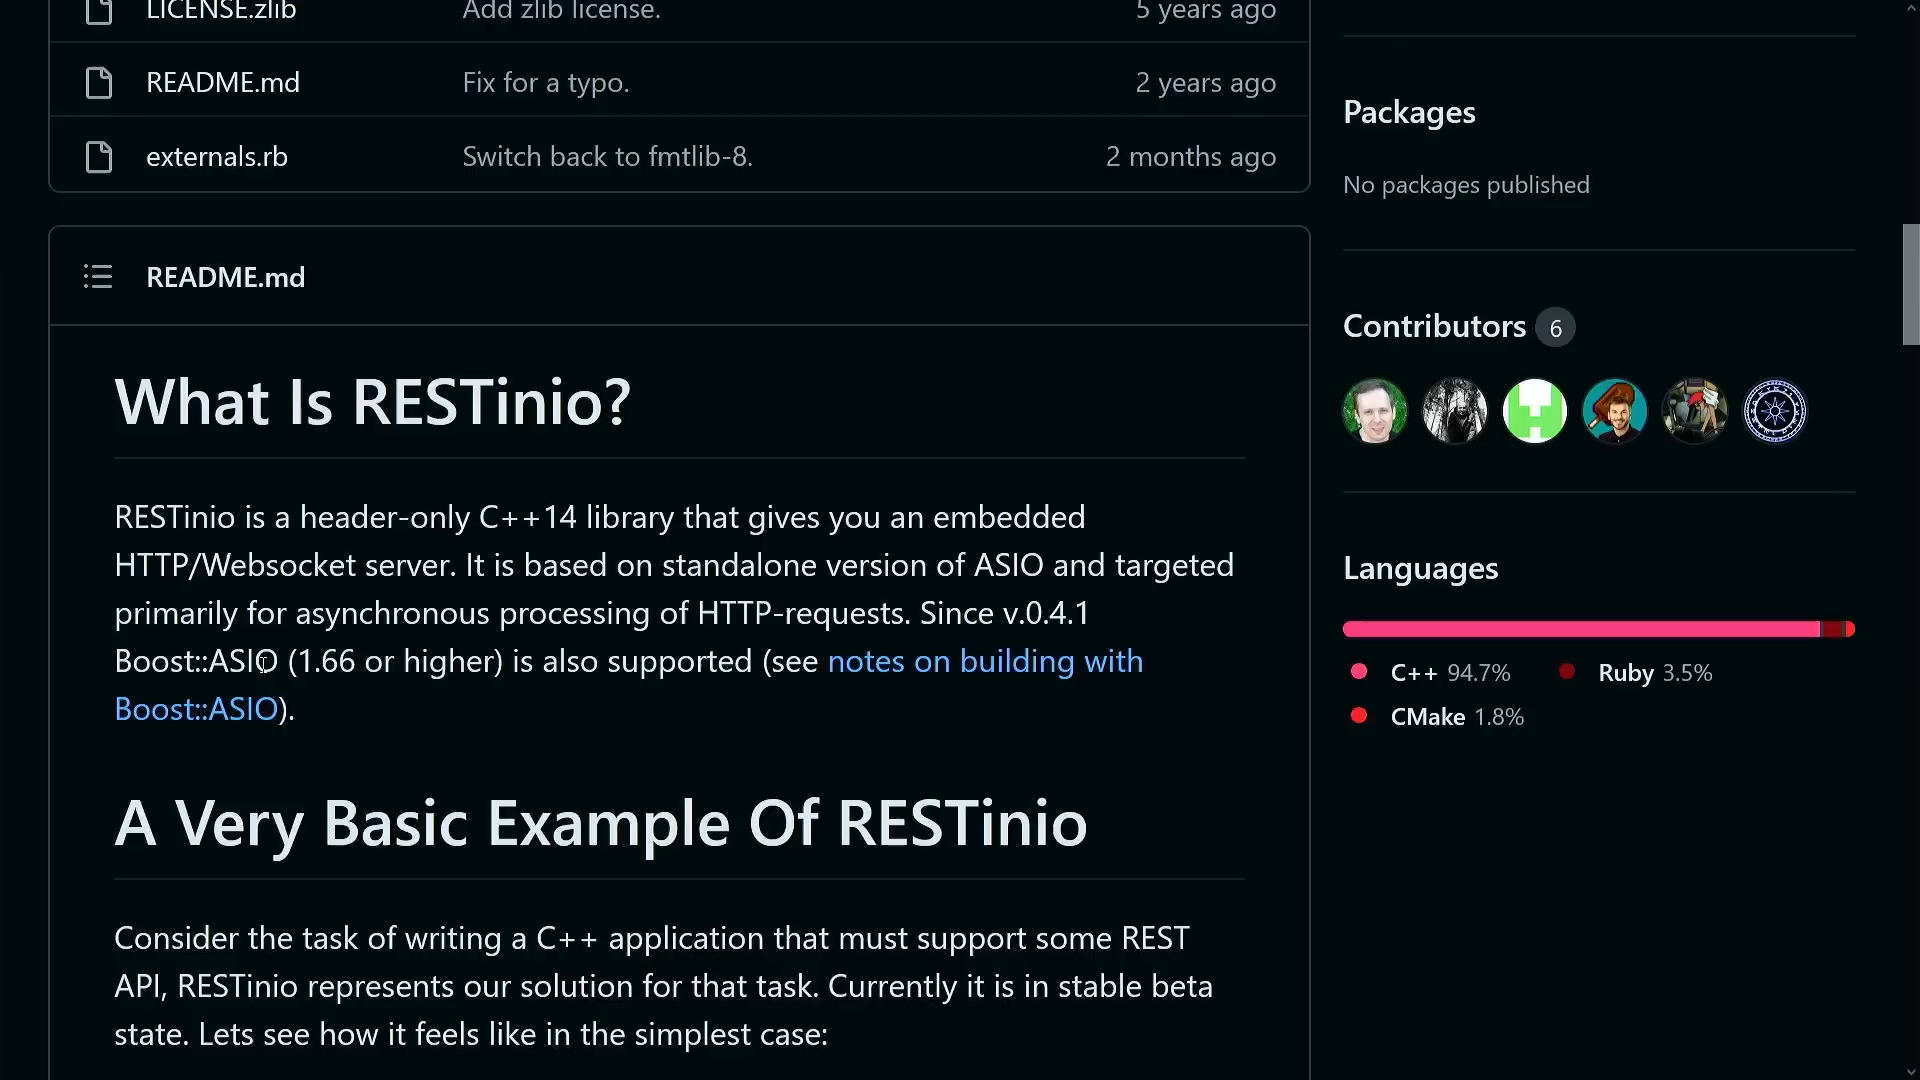 LICENSE.zlib Add zlib license. 5 years ago
README.md Fix for a typo. 2 years ago
externals.rb Switch back to fmtlib-8. 2 months ago
README.md
What Is RESTinio?
RESTinio is a header-only C++14 library that gives you an embedded
HTTP/Websocket server. It is based on standalone version of ASIO and targeted
primarily for asynchronous processing of HTTP-requests. Since v.0.4.1
Boost::ASIO (1.66 or higher) is also supported (see notes on building with
Boost::ASIO).
A Very Basic Example Of RESTinio
Consider the task of writing a C++ application that must support some REST
API, RESTinio represents our solution for that task. Currently it is in stable beta
state. Lets see how it feels like in the simplest case:
Packages
No packages published
Contributors 6
Languages
C++ 94.7% Ruby 3.5%
CMake 1.8%